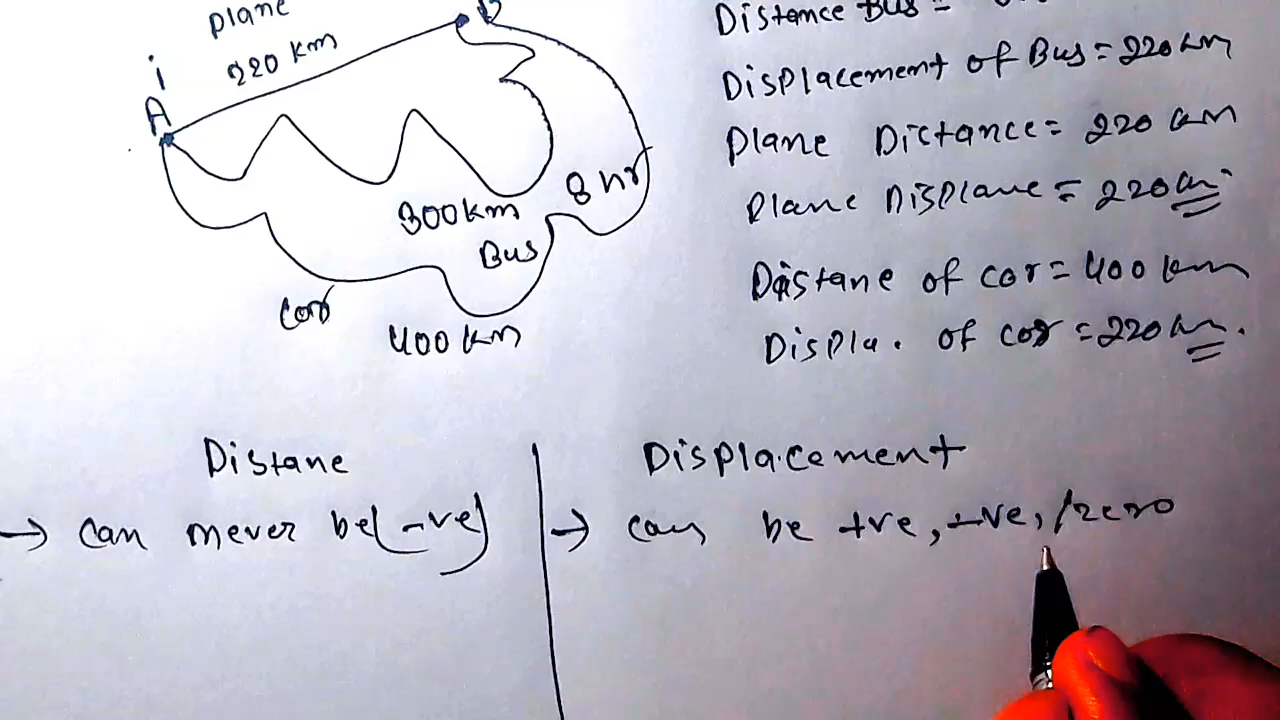 plane
220 km
i
A
B
300km
Bus
8 hr
Car
400 km
Distance Bus =
Displacement of Bus = 220 km
plane Dictance = 220 km
plane Displane = 220 km.
Distane of cor = 400 km
Displa. of cor = 220 km.
Distane
→ can never be (-ve)
Displacement
→ can be +ve, -ve, /zero